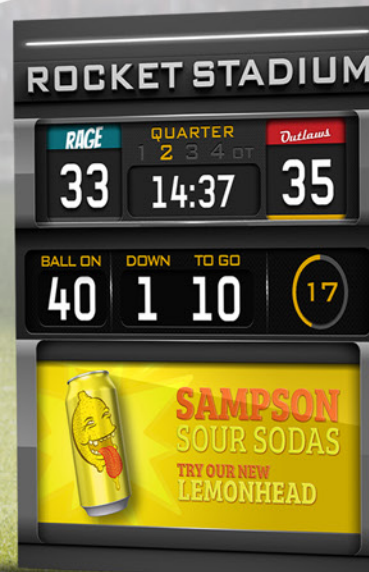 ROCKET STADIUM
RAGE
QUARTER
Outlaws
1 2 3 4 OT
33
14:37
35
BALL ON
DOWN
TO GO
40
1
10
17
SAMPSON
SOUR SODAS
TRY OUR NEW
LEMONHEAD